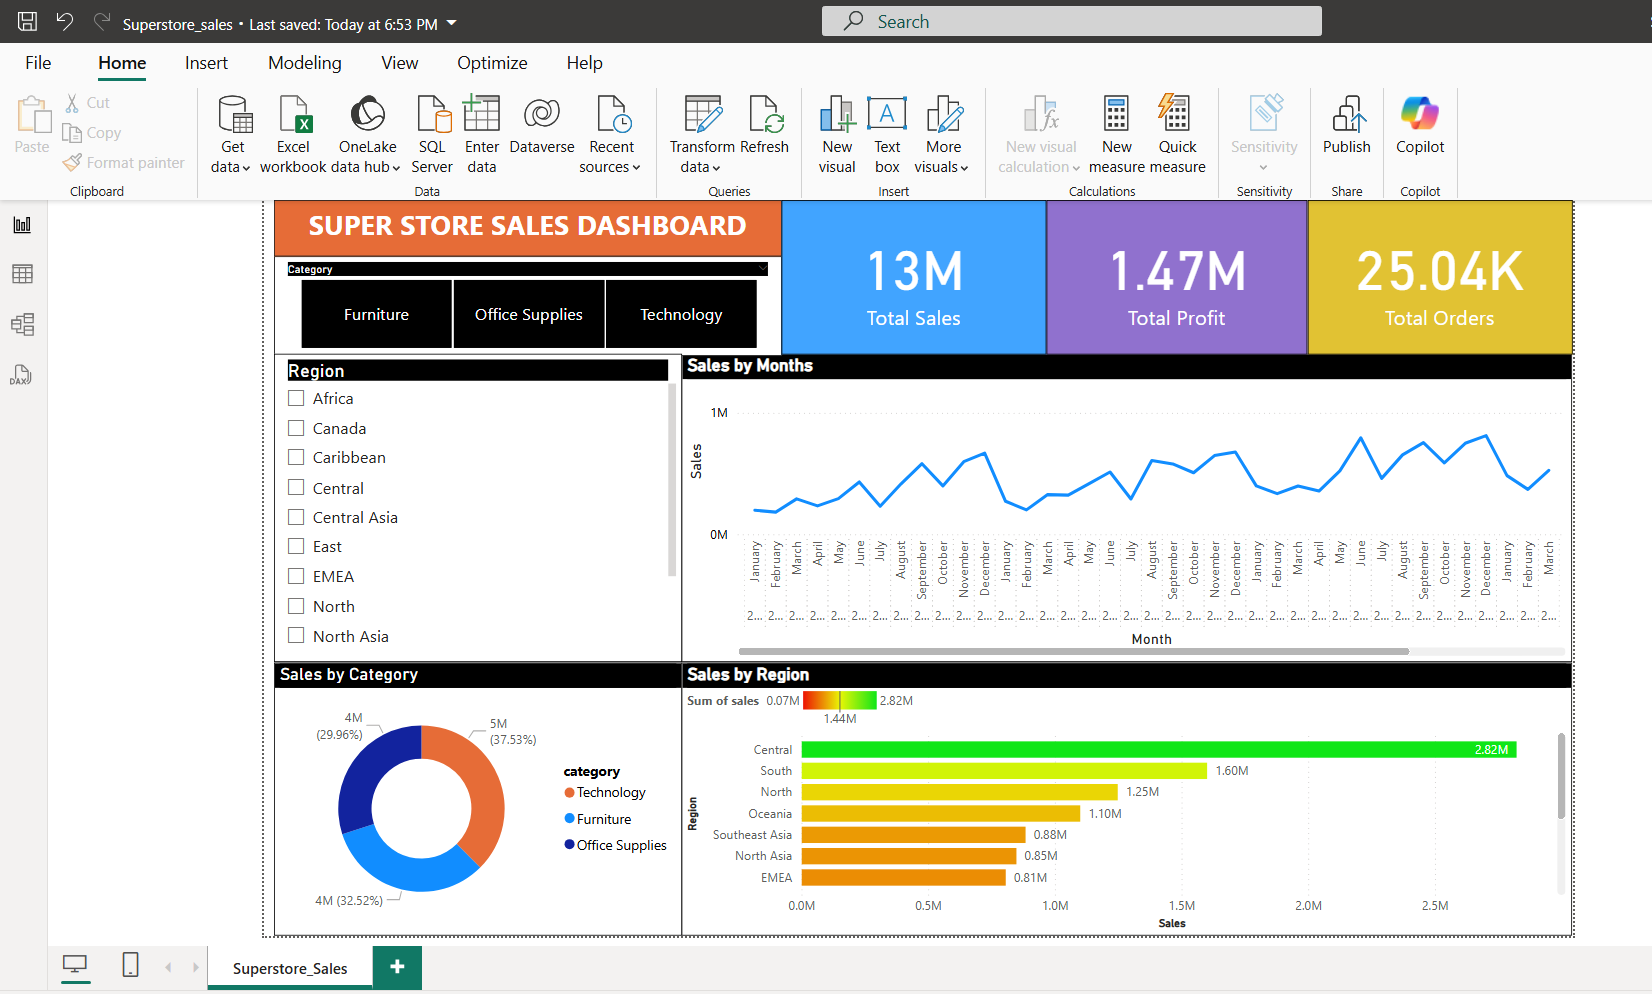 Superstore_sales • Last saved: Today at 6:53 PM
Search
File Home Insert Modeling View Optimize Help
Paste
Cut
Copy
Format painter
Clipboard
Get data
Excel workbook
OneLake data hub
SQL Server
Enter data
Dataverse
Recent sources
Data
Transform data
Refresh
Queries
New visual
Text box
More visuals
Insert
New visual calculation
New measure
Quick measure
Calculations
Sensitivity
Sensitivity
Publish
Share
Copilot
Copilot
DAX
SUPER STORE SALES DASHBOARD
Category
Furniture
Office Supplies
Technology
13M
Total Sales
1.47M
Total Profit
25.04K
Total Orders
Region
Africa
Canada
Caribbean
Central
Central Asia
East
EMEA
North
North Asia
Sales by Months
1M
Sales
0M
January February March April May June July August September October November December January February March April May June July August September October November December January February March April May June July August September October November December January February March
2... 2... 2... 2... 2... 2... 2... 2... 2... 2... 2... 2... 2... 2... 2... 2... 2... 2... 2... 2... 2... 2... 2... 2... 2... 2... 2... 2... 2... 2... 2... 2... 2... 2... 2... 2... 2... 2... 2...
Month
Sales by Category
4M
(29.96%)
5M
(37.53%)
4M (32.52%)
category
Technology
Furniture
Office Supplies
Sales by Region
Sum of sales 0.07M 2.82M
1.44M
Region
Central 2.82M
South 1.60M
North 1.25M
Oceania 1.10M
Southeast Asia 0.88M
North Asia 0.85M
EMEA 0.81M
0.0M 0.5M 1.0M 1.5M 2.0M 2.5M
Sales
Superstore_Sales